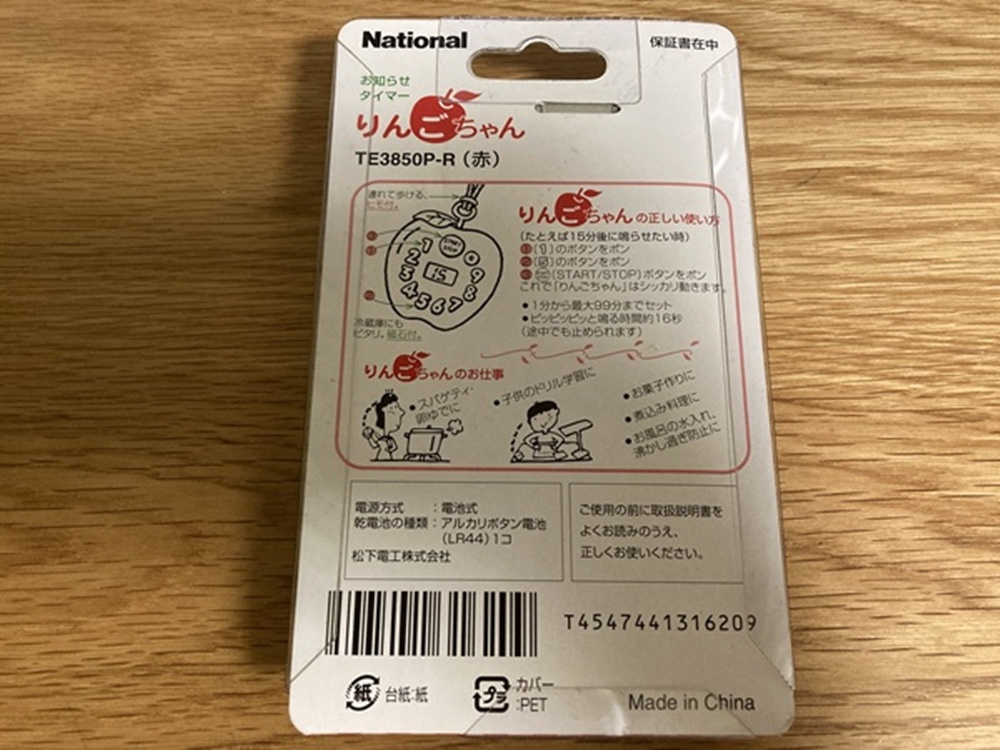 National
保証書在中
お知らせ
タイマー
りんごちゃん
TE3850P-R（赤）
連れて歩ける、
ヒモ付。
START
STOP
1
2
3
4
5
6
7
8
9
0
15
冷蔵庫にも
ピタリ。磁石付。
りんごちゃんの正しい使い方
(たとえば15分後に鳴らせたい時)
①(1)のボタンをポン
②(5)のボタンをポン
③(START/STOP)ボタンをポン
これで「りんごちゃん」はシッカリ動きます。
●1分から最大99分までセット
●ピッピッピッと鳴る時間約16秒
(途中でも止められます)
りんごちゃんのお仕事
●スパゲティ・
卵ゆでに
●子供のドリル学習に
●お菓子作りに
●煮込み料理に
●お風呂の水入れ、
沸かし過ぎ防止に
電源方式　：電池式
乾電池の種類：アルカリボタン電池
(LR44)1コ
松下電工株式会社
ご使用の前に取扱説明書を
よくお読みのうえ、
正しくお使いください。
T4547441316209
紙 台紙:紙
プラ カバー
:PET
Made in China